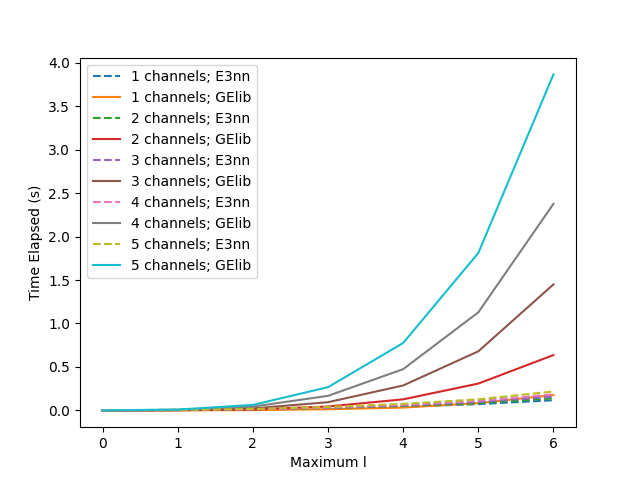 4.0
3.5
3.0
2.5
2.0
1.5
1.0
0.5
0.0
Time Elapsed (s)
1 channels; E3nn
1 channels; GElib
2 channels; E3nn
2 channels; GElib
3 channels; E3nn
3 channels; GElib
4 channels; E3nn
4 channels; GElib
5 channels; E3nn
5 channels; GElib
0 1 2 3 4 5 6
Maximum l